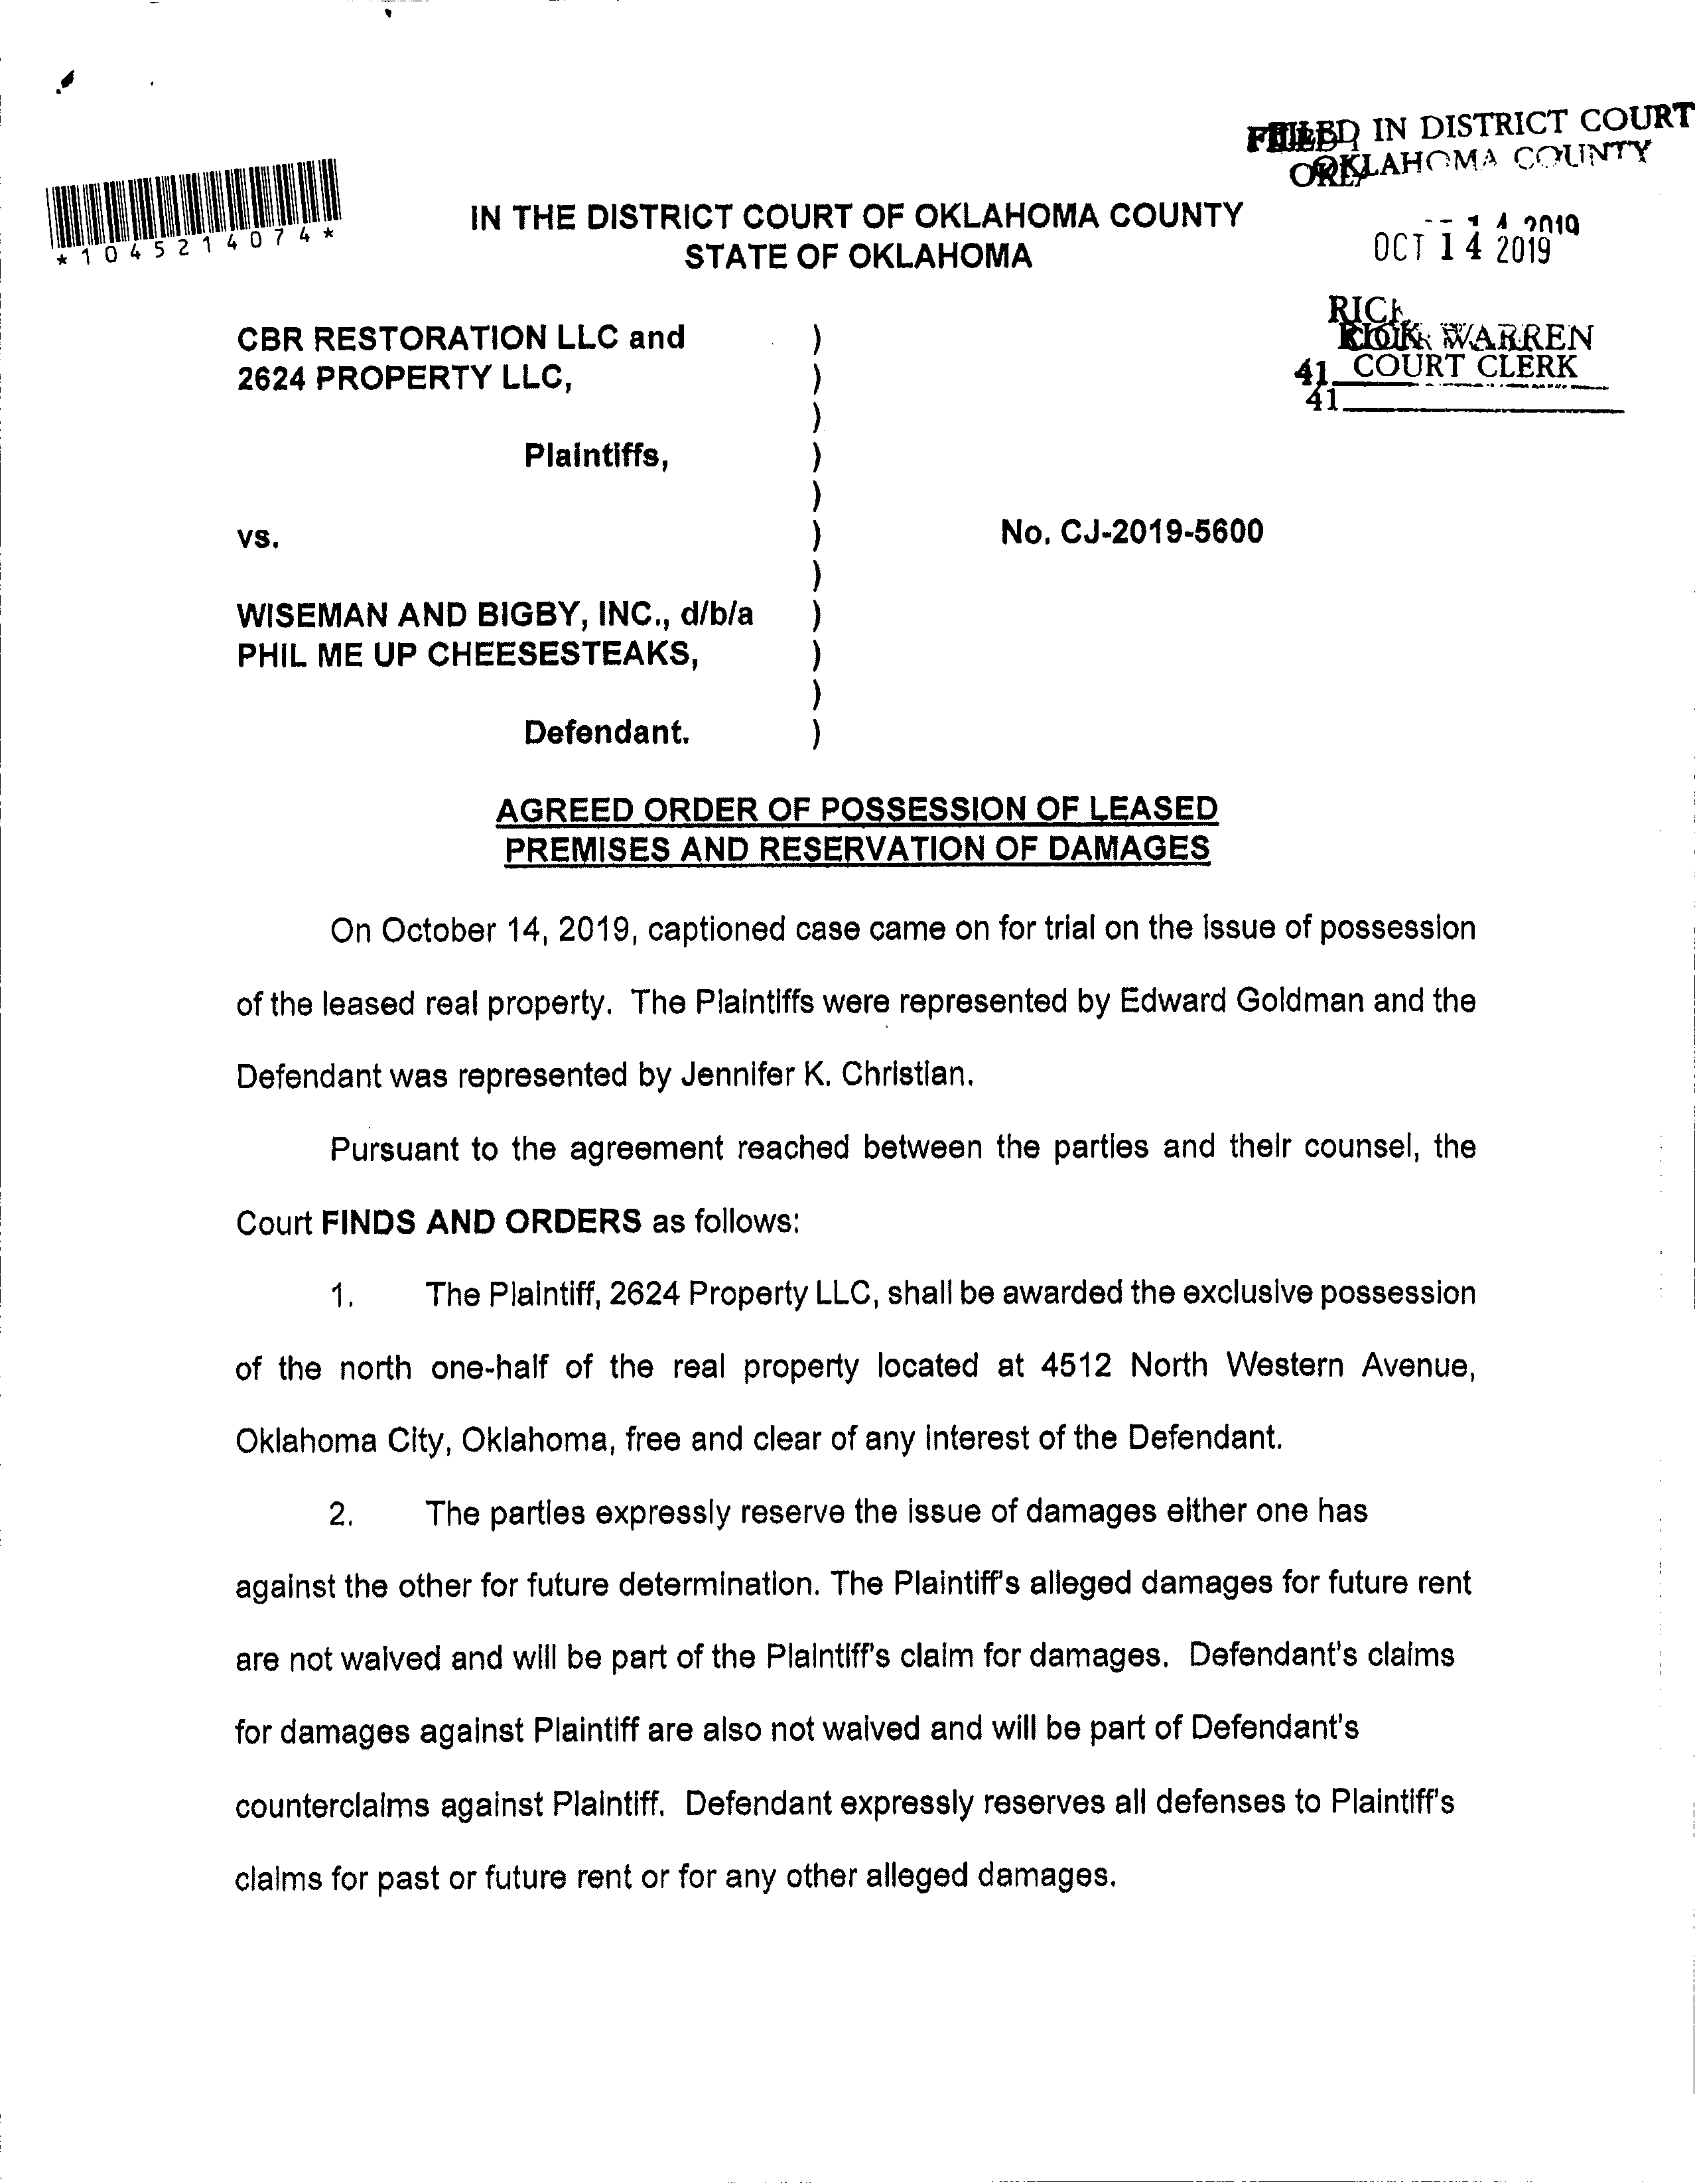 FILED IN DISTRICT COURT
OKLAHOMA COUNTY
*1045214074*
IN THE DISTRICT COURT OF OKLAHOMA COUNTY
STATE OF OKLAHOMA
OCT 14 2019
RICK WARREN
COURT CLERK
41
41
CBR RESTORATION LLC and )
2624 PROPERTY LLC, )
)
Plaintiffs, )
)
vs. ) No. CJ-2019-5600
)
WISEMAN AND BIGBY, INC., d/b/a )
PHIL ME UP CHEESESTEAKS, )
)
Defendant. )
AGREED ORDER OF POSSESSION OF LEASED
PREMISES AND RESERVATION OF DAMAGES
On October 14, 2019, captioned case came on for trial on the issue of possession
of the leased real property. The Plaintiffs were represented by Edward Goldman and the
Defendant was represented by Jennifer K. Christian.
Pursuant to the agreement reached between the parties and their counsel, the
Court FINDS AND ORDERS as follows:
1. The Plaintiff, 2624 Property LLC, shall be awarded the exclusive possession
of the north one-half of the real property located at 4512 North Western Avenue,
Oklahoma City, Oklahoma, free and clear of any interest of the Defendant.
2. The parties expressly reserve the issue of damages either one has
against the other for future determination. The Plaintiff's alleged damages for future rent
are not waived and will be part of the Plaintiff's claim for damages. Defendant's claims
for damages against Plaintiff are also not waived and will be part of Defendant's
counterclaims against Plaintiff. Defendant expressly reserves all defenses to Plaintiff's
claims for past or future rent or for any other alleged damages.